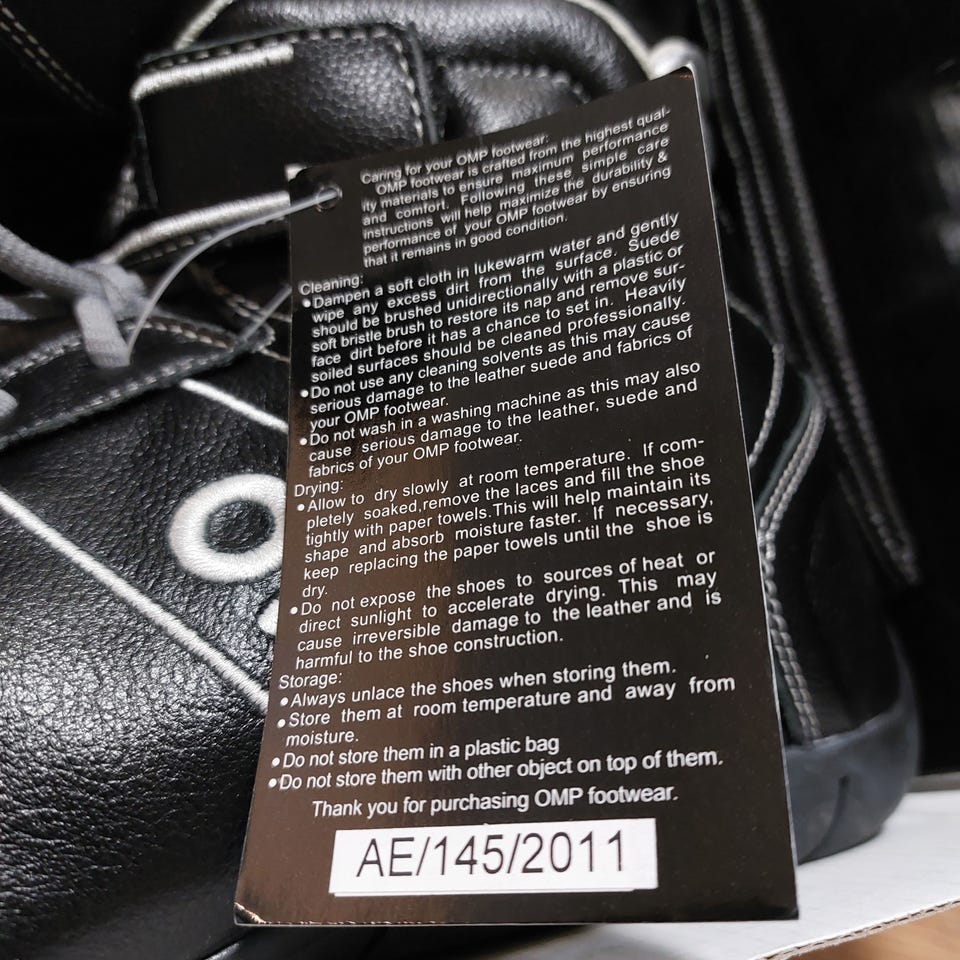 Caring for your OMP footwear:
OMP footwear is crafted from the highest qual-
ity materials to ensure maximum performance
and comfort. Following these simple care
instructions will help maximize the durability &
performance of your OMP footwear by ensuring
that it remains in good condition.
Cleaning:
•Dampen a soft cloth in lukewarm water and gently
wipe any excess dirt from the surface. Suede
should be brushed unidirectionally with a plastic or
soft bristle brush to restore its nap and remove sur-
face dirt before it has a chance to set in. Heavily
soiled surfaces should be cleaned professionally.
•Do not use any cleaning solvents as this may cause
serious damage to the leather suede and fabrics of
your OMP footwear.
•Do not wash in a washing machine as this may also
cause serious damage to the leather, suede and
fabrics of your OMP footwear.
Drying:
•Allow to dry slowly at room temperature. If com-
pletely soaked,remove the laces and fill the shoe
tightly with paper towels.This will help maintain its
shape and absorb moisture faster. If necessary,
keep replacing the paper towels until the shoe is
dry.
•Do not expose the shoes to sources of heat or
direct sunlight to accelerate drying. This may
cause irreversible damage to the leather and is
harmful to the shoe construction.
Storage:
•Always unlace the shoes when storing them.
•Store them at room temperature and away from
moisture.
•Do not store them in a plastic bag
•Do not store them with other object on top of them.
Thank you for purchasing OMP footwear.
AE/145/2011